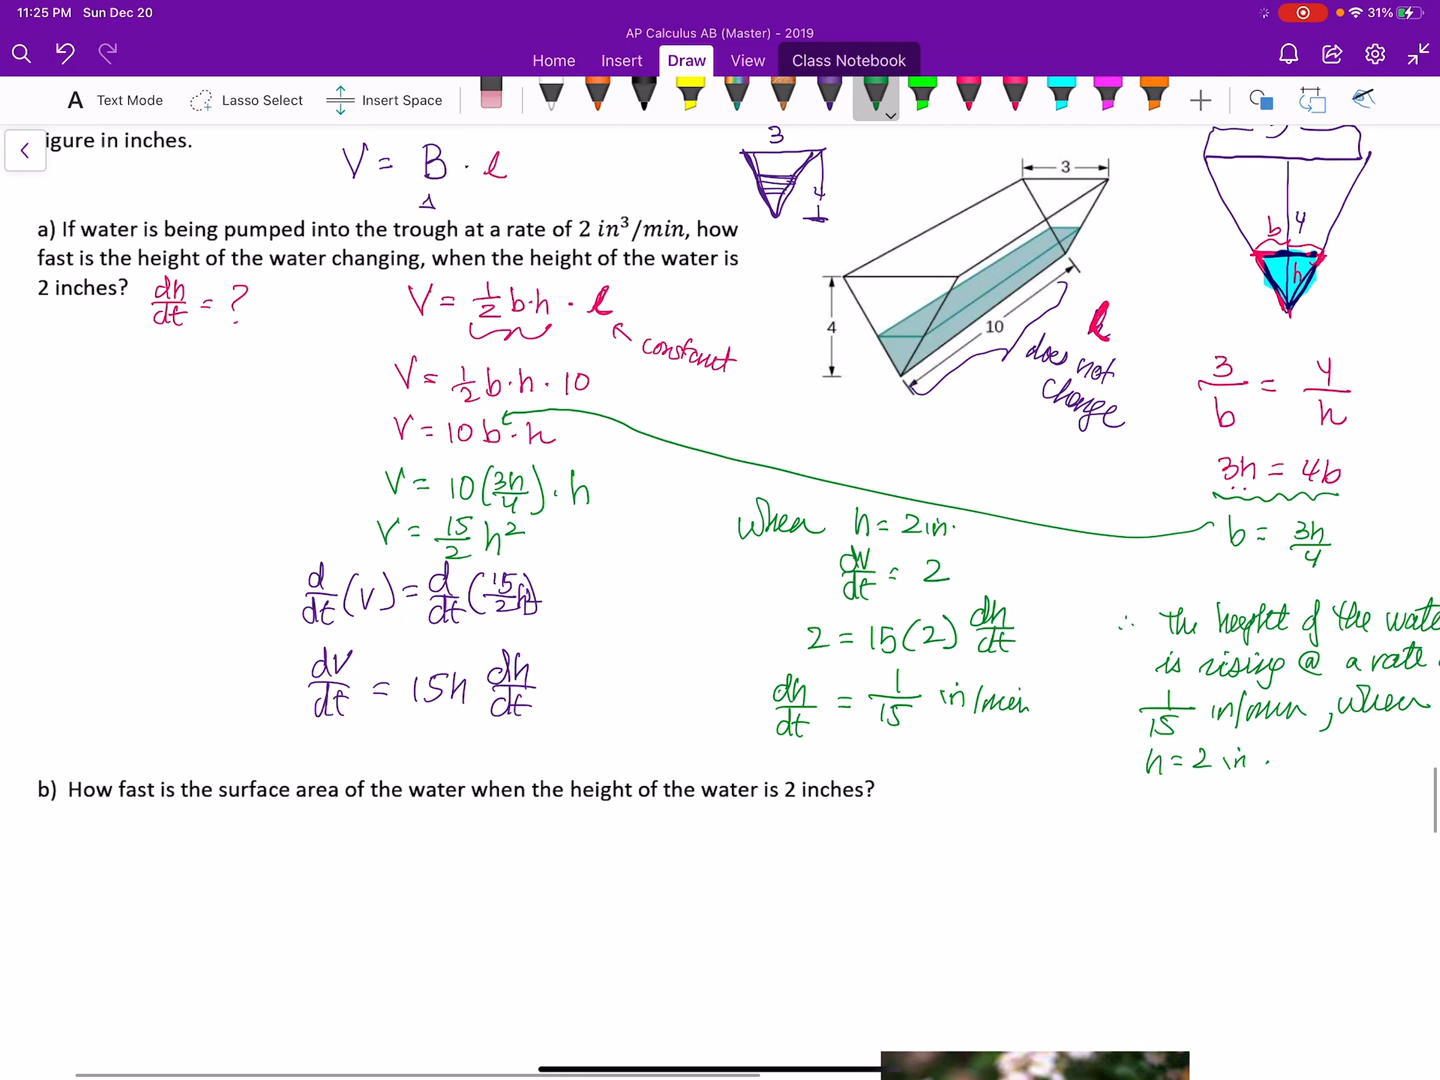 11:25 PM Sun Dec 20
31%
AP Calculus AB (Master) - 2019
Home Insert Draw View Class Notebook
A Text Mode Lasso Select Insert Space
igure in inches.
V = B · l
Δ
3
4
3
4
10
l
does not
change
b
4
h
a) If water is being pumped into the trough at a rate of 2 in³/min, how
fast is the height of the water changing, when the height of the water is
2 inches? dh/dt = ?
V = 1/2 b·h · l
constant
V = 1/2 b·h · 10
V = 10 b · h
V = 10(3h/4) · h
V = 15/2 h²
d/dt (V) = d/dt (15/2 h²)
dV/dt = 15h dh/dt
3/b = 4/h
3h = 4b
b = 3h/4
When h = 2 in.
dV/dt = 2
2 = 15(2) dh/dt
dh/dt = 1/15 in/min
∴ the height of the wate
is rising @ a rate
1/15 in/min, when
h = 2 in.
b) How fast is the surface area of the water when the height of the water is 2 inches?